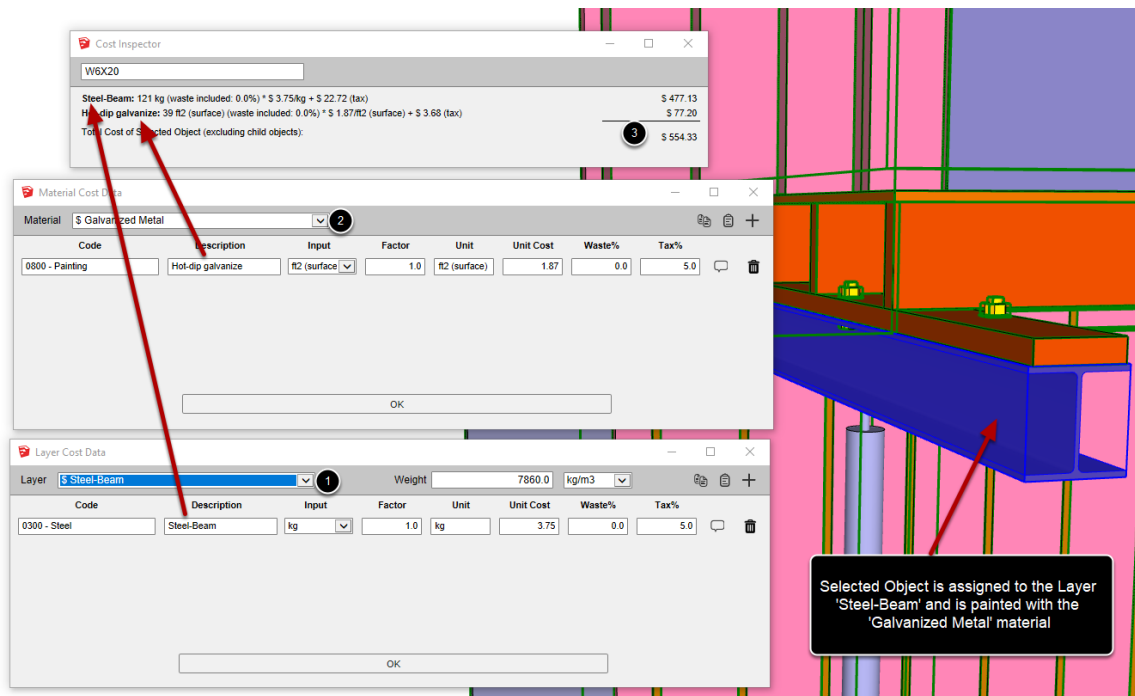 Cost Inspector
W6X20
Steel-Beam: 121 kg (waste included: 0.0%) * $ 3.75/kg + $ 22.72 (tax) $ 477.13
Hot-dip galvanize: 39 ft2 (surface) (waste included: 0.0%) * $ 1.87/ft2 (surface) + $ 3.68 (tax) $ 77.20
Total Cost of Selected Object (excluding child objects): 3 $ 554.33
Material Cost Data
Material $ Galvanized Metal 2
Code Description Input Factor Unit Unit Cost Waste% Tax%
0800 - Painting Hot-dip galvanize ft2 (surface 1.0 ft2 (surface) 1.87 0.0 5.0
OK
Layer Cost Data
Layer $ Steel-Beam 1 Weight 7860.0 kg/m3
Code Description Input Factor Unit Unit Cost Waste% Tax%
0300 - Steel Steel-Beam kg 1.0 kg 3.75 0.0 5.0
OK
Selected Object is assigned to the Layer
'Steel-Beam' and is painted with the
'Galvanized Metal' material